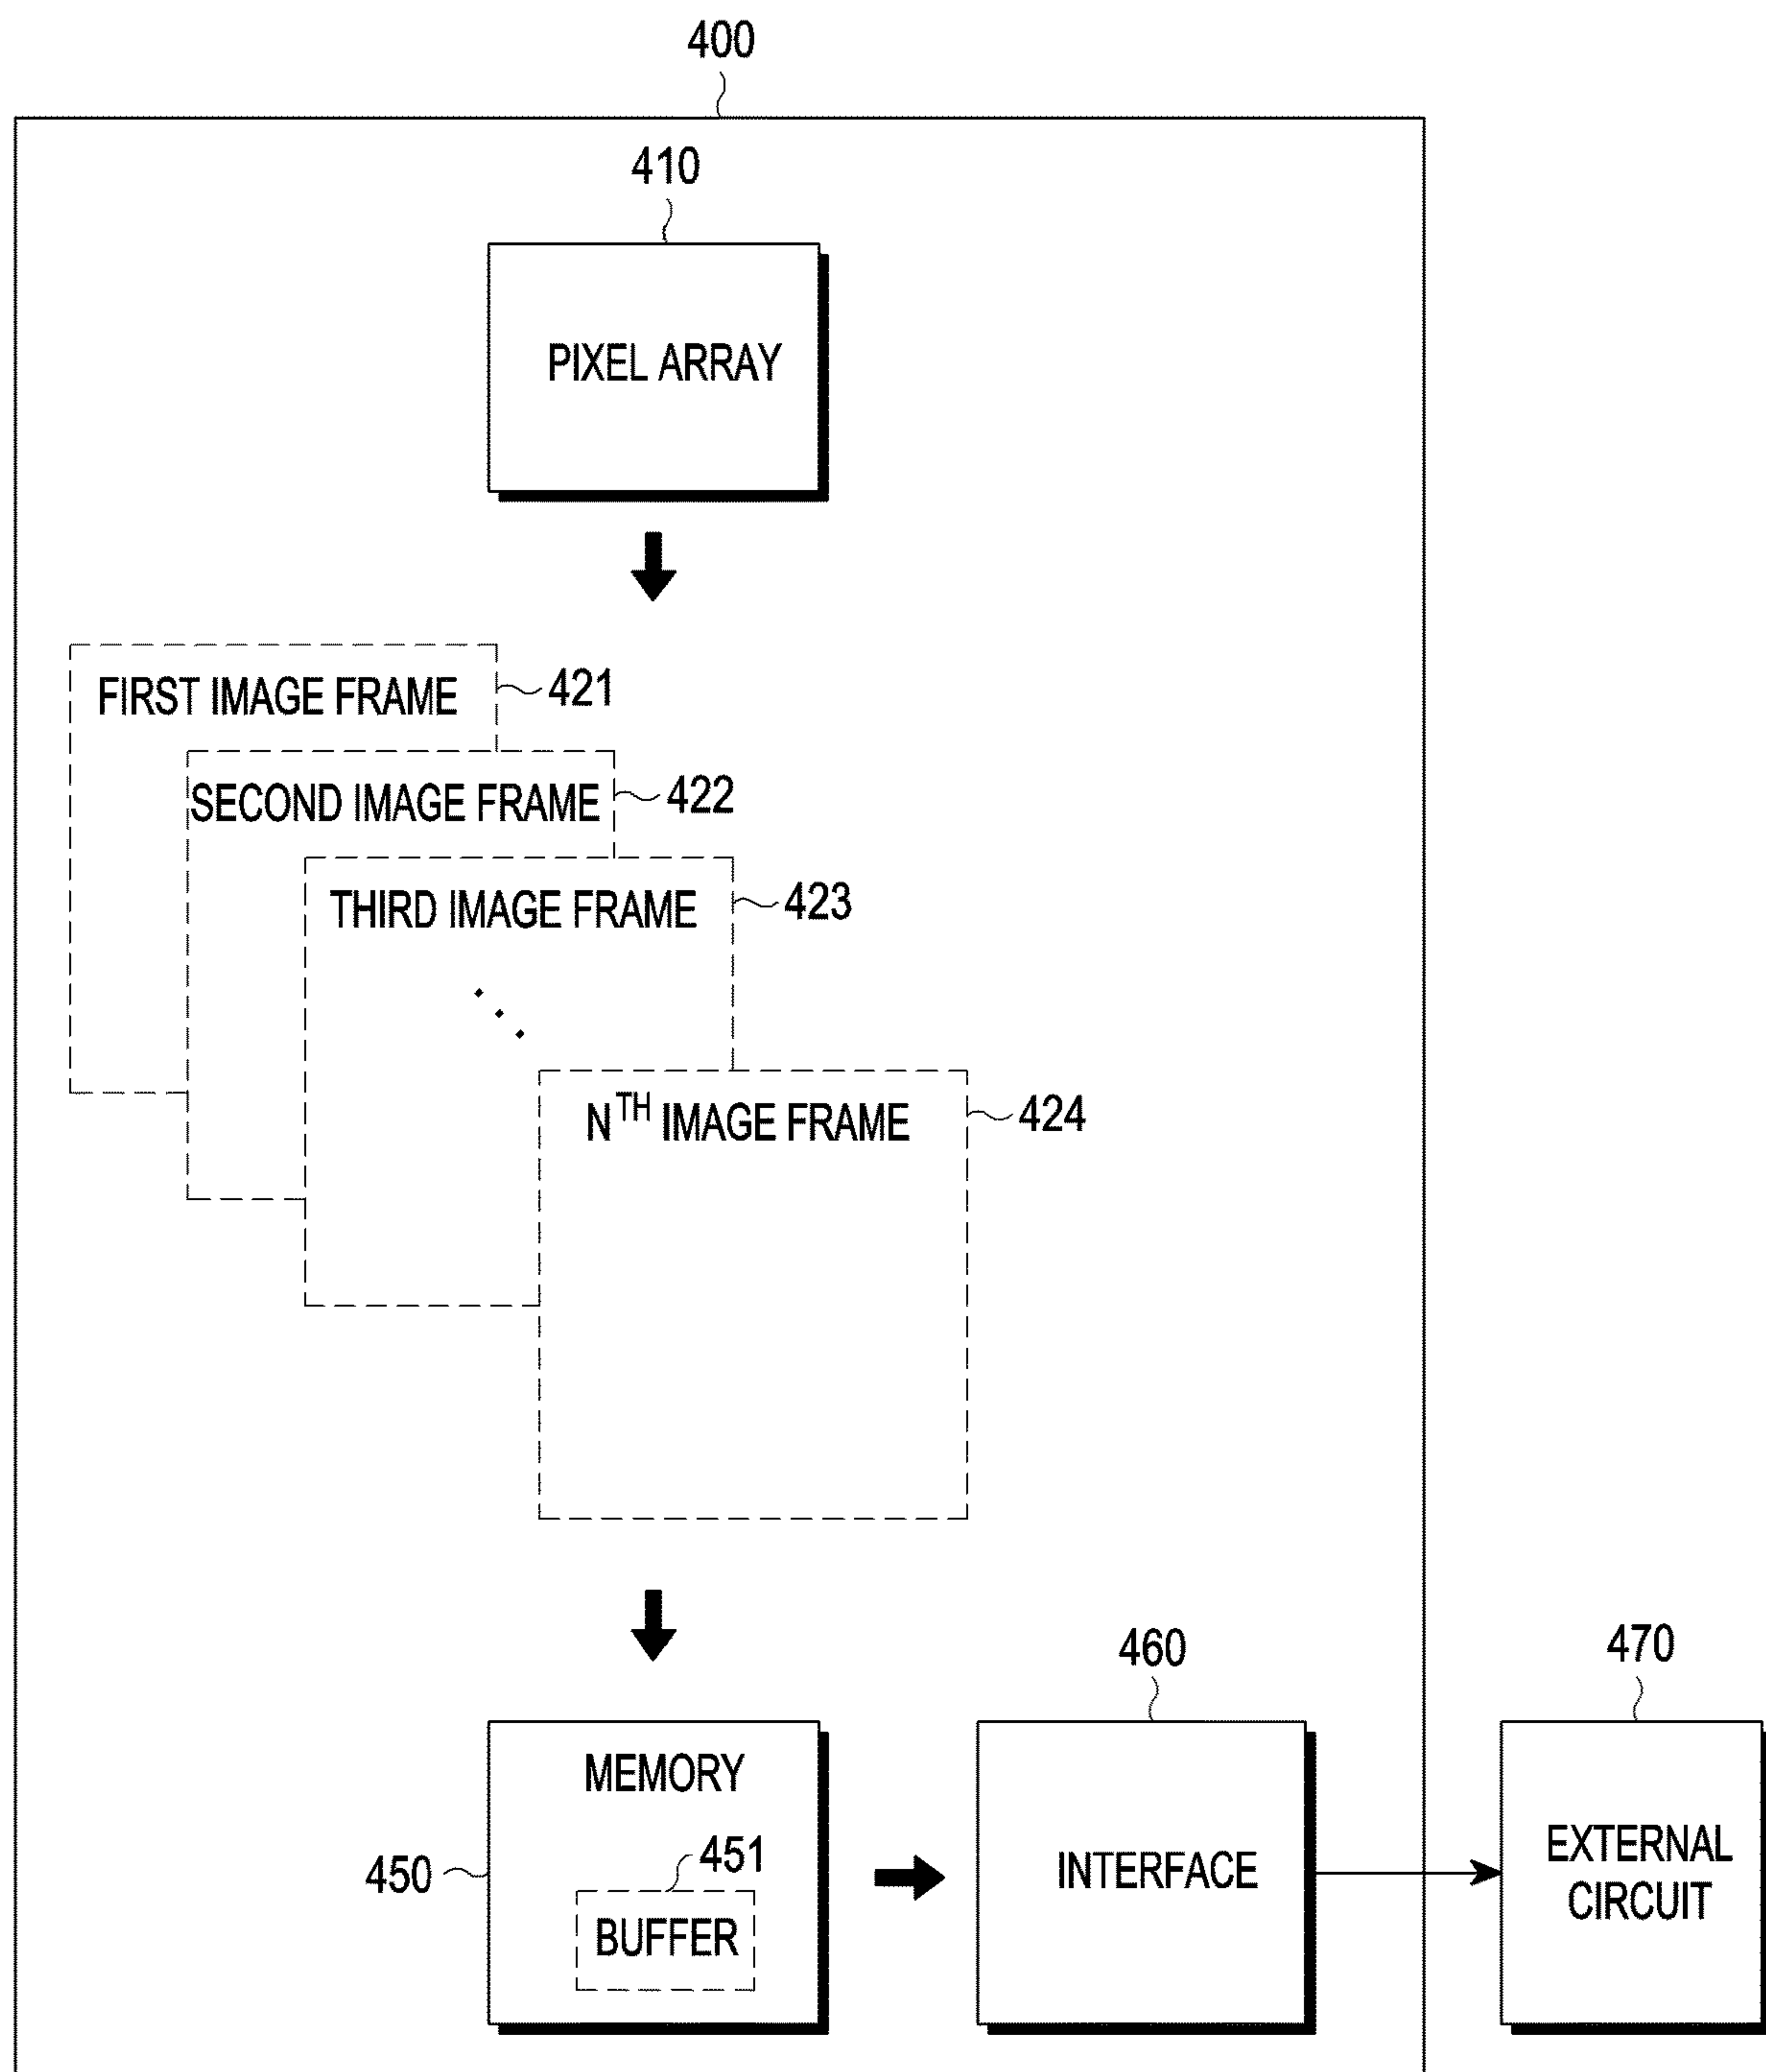 400
410
PIXEL ARRAY
FIRST IMAGE FRAME 421
SECOND IMAGE FRAME 422
THIRD IMAGE FRAME 423
NTH IMAGE FRAME 424
460
470
MEMORY
450
451
BUFFER
INTERFACE
EXTERNAL
CIRCUIT